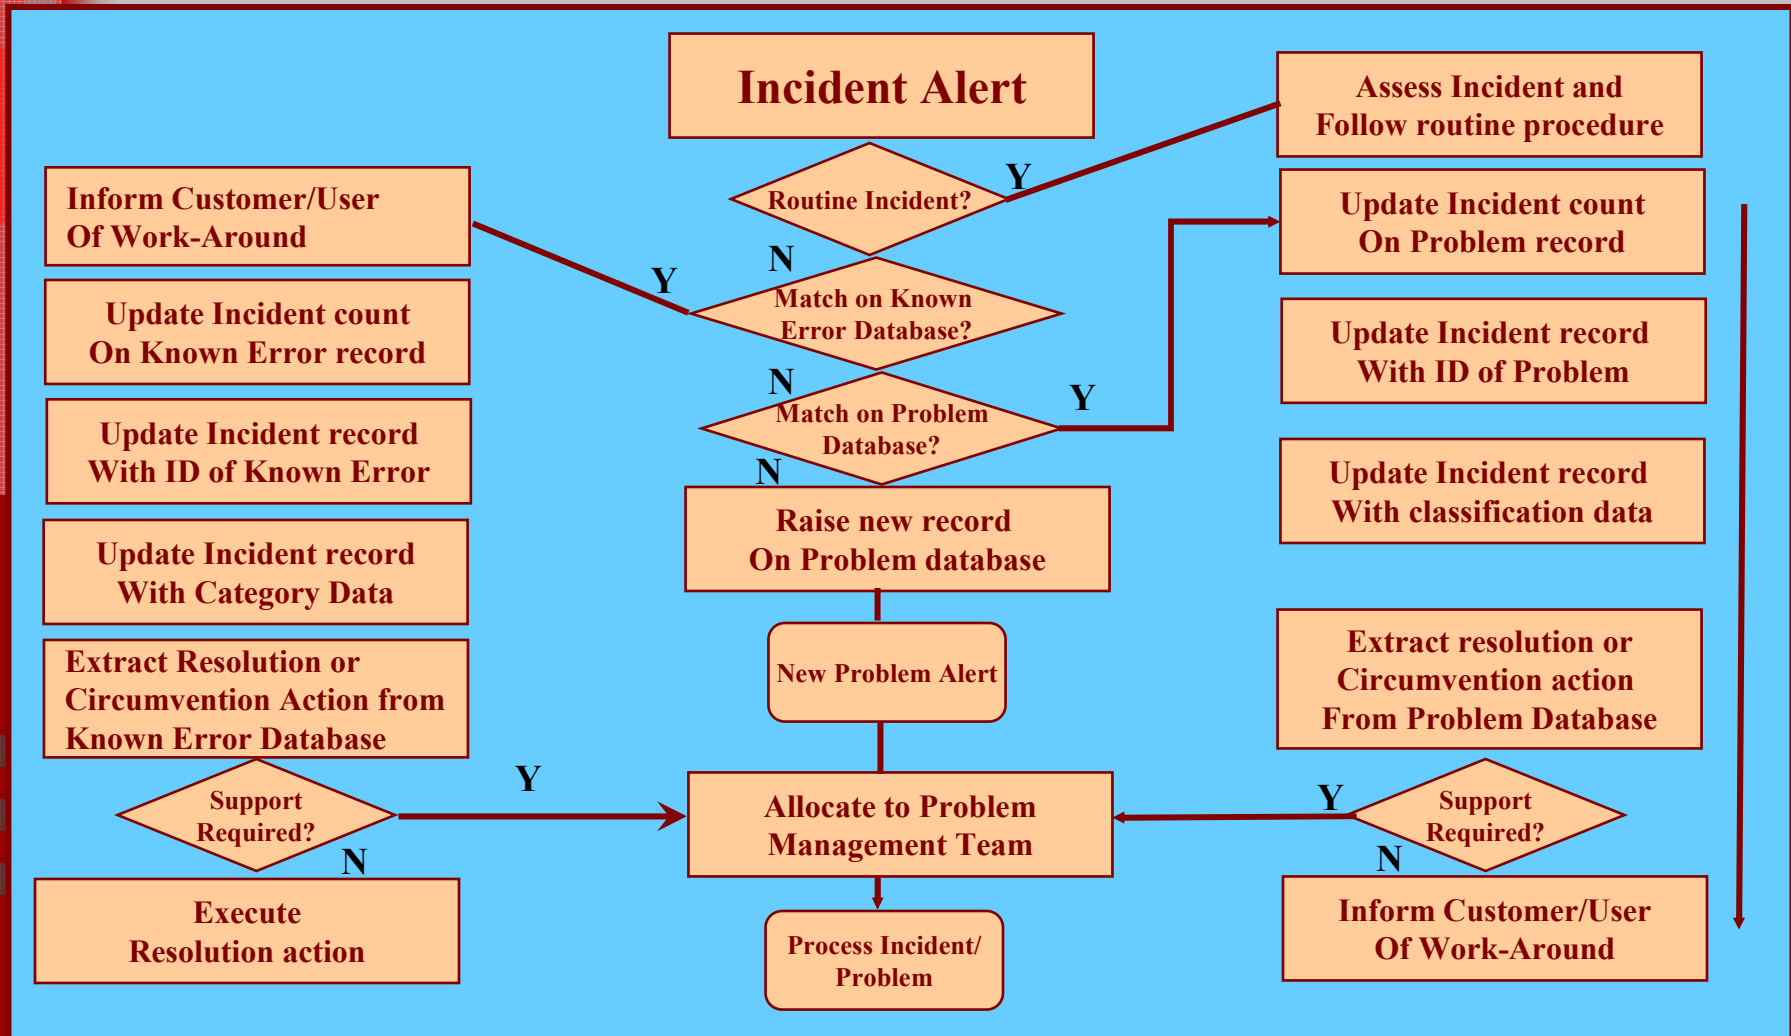 Incident Alert
Assess Incident and
Follow routine procedure
Routine Incident?
Y
N
Inform Customer/User
Of Work-Around
Update Incident count
On Problem record
Y
Match on Known
Error Database?
N
Update Incident count
On Known Error record
Update Incident record
With ID of Problem
Match on Problem
Database?
Y
N
Update Incident record
With ID of Known Error
Update Incident record
With classification data
Raise new record
On Problem database
Update Incident record
With Category Data
New Problem Alert
Extract Resolution or
Circumvention Action from
Known Error Database
Extract resolution or
Circumvention action
From Problem Database
Support
Required?
Y
N
Allocate to Problem
Management Team
Y
Support
Required?
N
Execute
Resolution action
Process Incident/
Problem
Inform Customer/User
Of Work-Around